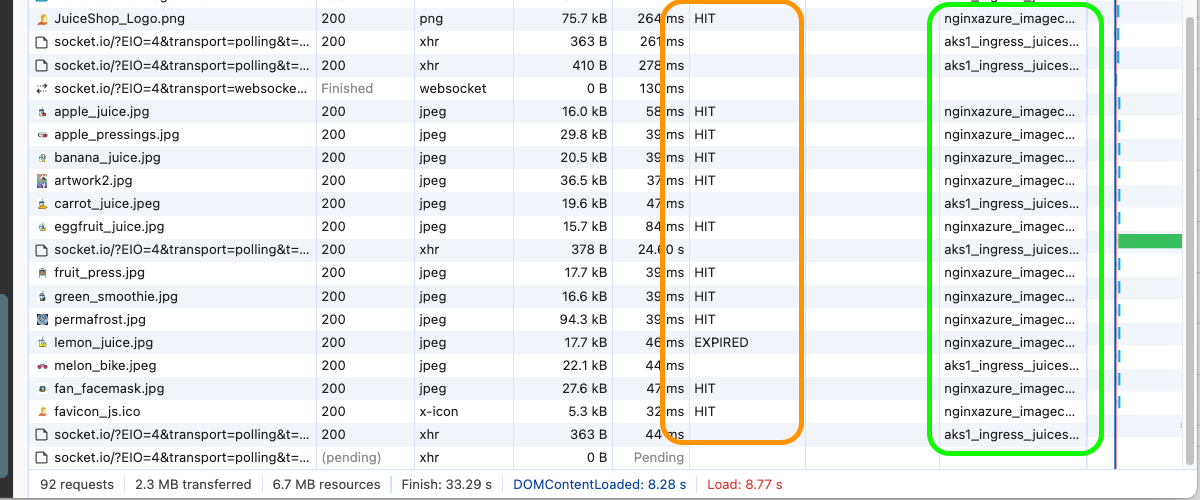 JuiceShop_Logo.png 200 png 75.7 kB 264 ms HIT nginxazure_imagec...
socket.io/?EIO=4&transport=polling&t=... 200 xhr 363 B 261 ms aks1_ingress_juices...
socket.io/?EIO=4&transport=polling&t=... 200 xhr 410 B 278 ms aks1_ingress_juices...
socket.io/?EIO=4&transport=websocke... Finished websocket 0 B 130 ms
apple_juice.jpg 200 jpeg 16.0 kB 58 ms HIT nginxazure_imagec...
apple_pressings.jpg 200 jpeg 29.8 kB 39 ms HIT nginxazure_imagec...
banana_juice.jpg 200 jpeg 20.5 kB 39 ms HIT nginxazure_imagec...
artwork2.jpg 200 jpeg 36.5 kB 37 ms HIT nginxazure_imagec...
carrot_juice.jpeg 200 jpeg 19.6 kB 47 ms aks1_ingress_juices...
eggfruit_juice.jpg 200 jpeg 15.7 kB 84 ms HIT nginxazure_imagec...
socket.io/?EIO=4&transport=polling&t=... 200 xhr 378 B 24.60 s aks1_ingress_juices...
fruit_press.jpg 200 jpeg 17.7 kB 39 ms HIT nginxazure_imagec...
green_smoothie.jpg 200 jpeg 16.6 kB 39 ms HIT nginxazure_imagec...
permafrost.jpg 200 jpeg 94.3 kB 39 ms HIT nginxazure_imagec...
lemon_juice.jpg 200 jpeg 17.7 kB 46 ms EXPIRED nginxazure_imagec...
melon_bike.jpeg 200 jpeg 22.1 kB 44 ms aks1_ingress_juices...
fan_facemask.jpg 200 jpeg 27.6 kB 47 ms HIT nginxazure_imagec...
favicon_js.ico 200 x-icon 5.3 kB 32 ms HIT nginxazure_imagec...
socket.io/?EIO=4&transport=polling&t=... 200 xhr 363 B 44 ms aks1_ingress_juices...
socket.io/?EIO=4&transport=polling&t=... (pending) xhr 0 B Pending
92 requests 2.3 MB transferred 6.7 MB resources Finish: 33.29 s DOMContentLoaded: 8.28 s Load: 8.77 s